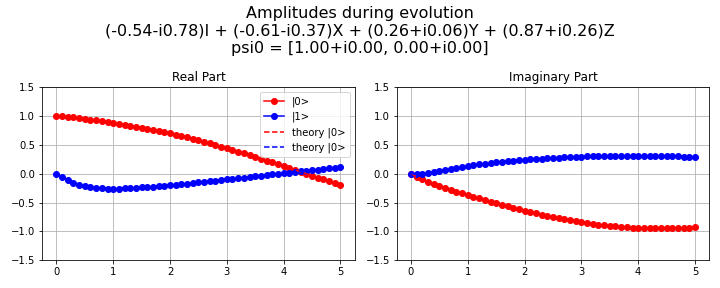 Amplitudes during evolution
(-0.54-i0.78)I + (-0.61-i0.37)X + (0.26+i0.06)Y + (0.87+i0.26)Z
psi0 = [1.00+i0.00, 0.00+i0.00]
Real Part
1.5
1.0
0.5
0.0
−0.5
−1.0
−1.5
0 1 2 3 4 5
|0>
|1>
theory |0>
theory |0>
Imaginary Part
1.5
1.0
0.5
0.0
−0.5
−1.0
−1.5
0 1 2 3 4 5